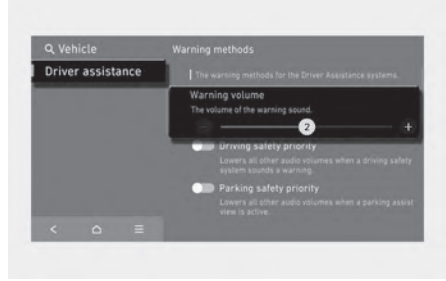 Vehicle
Driver assistance
Warning methods
The warning methods for the Driver Assistance systems.
Warning volume
The volume of the warning sound.
2
+
Driving safety priority
Lowers all other audio volumes when a driving safety
system sounds a warning.
Parking safety priority
Lowers all other audio volumes when a parking assist
view is active.